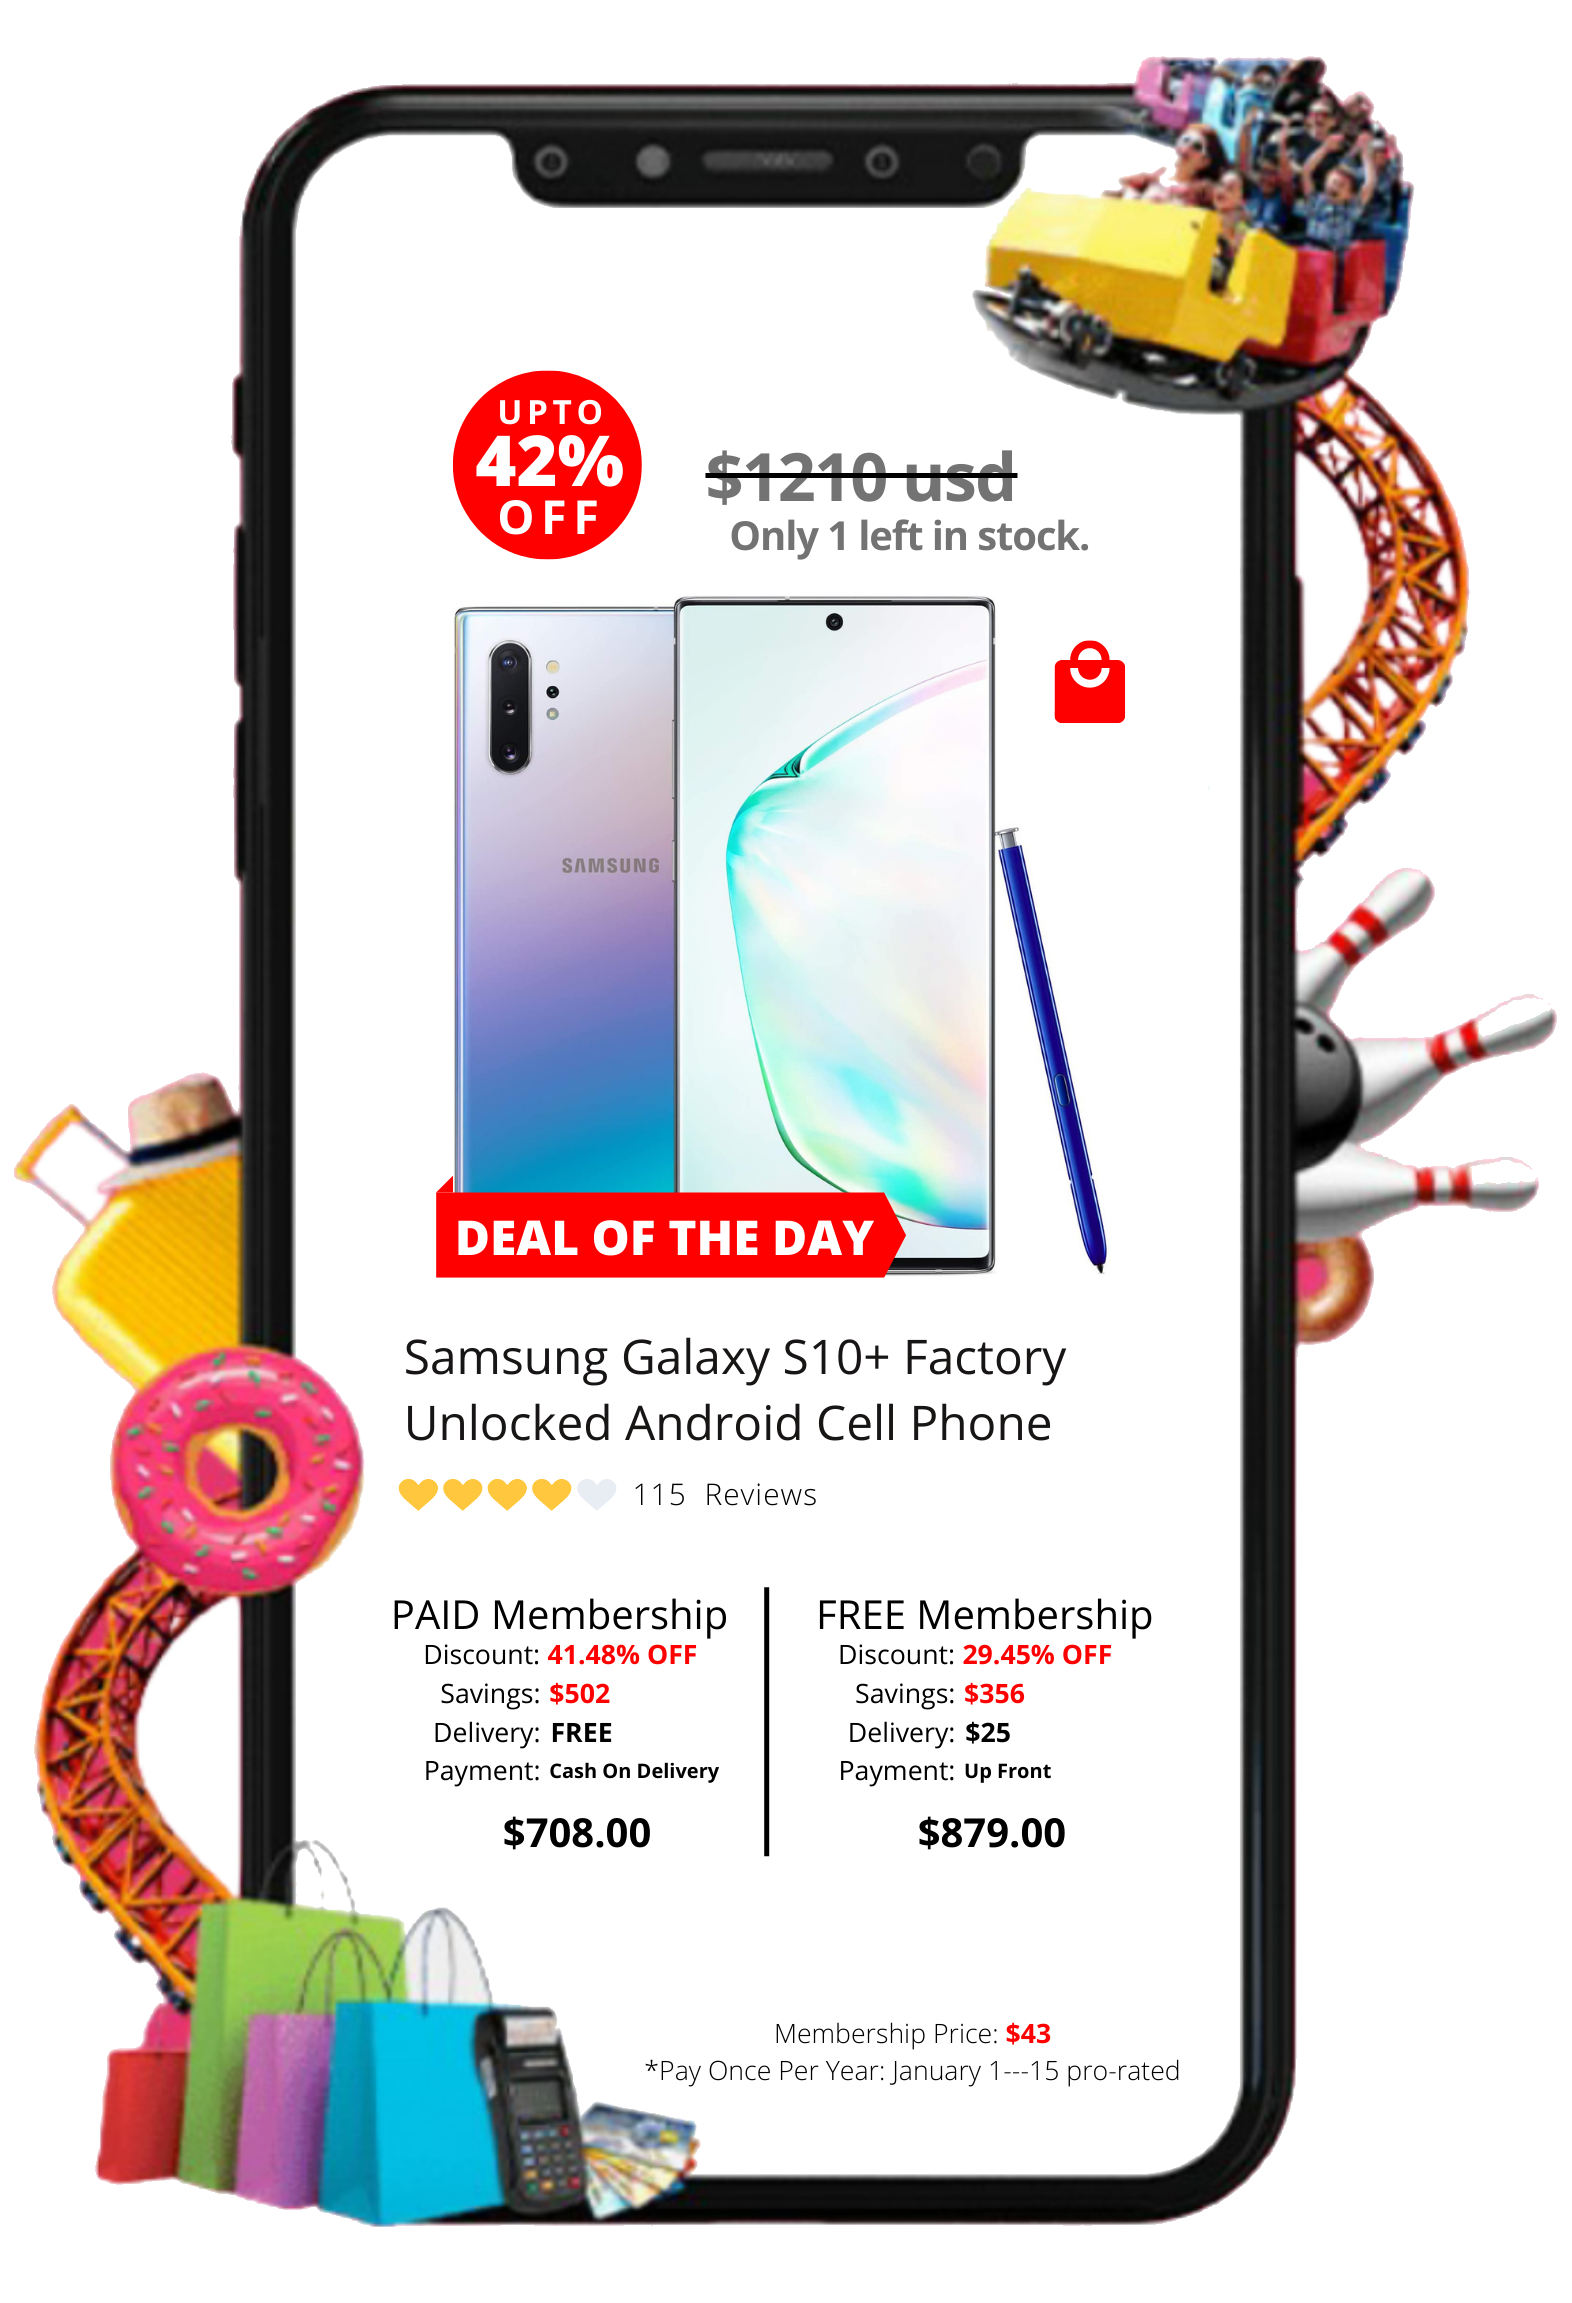 UPTO
42%
OFF
$1210 usd
Only 1 left in stock.
SAMSUNG
DEAL OF THE DAY
Samsung Galaxy S10+ Factory
Unlocked Android Cell Phone
115 Reviews
PAID Membership
Discount: 41.48% OFF
Savings: $502
Delivery: FREE
Payment: Cash On Delivery
$708.00
FREE Membership
Discount: 29.45% OFF
Savings: $356
Delivery: $25
Payment: Up Front
$879.00
Membership Price: $43
*Pay Once Per Year: January 1---15 pro-rated